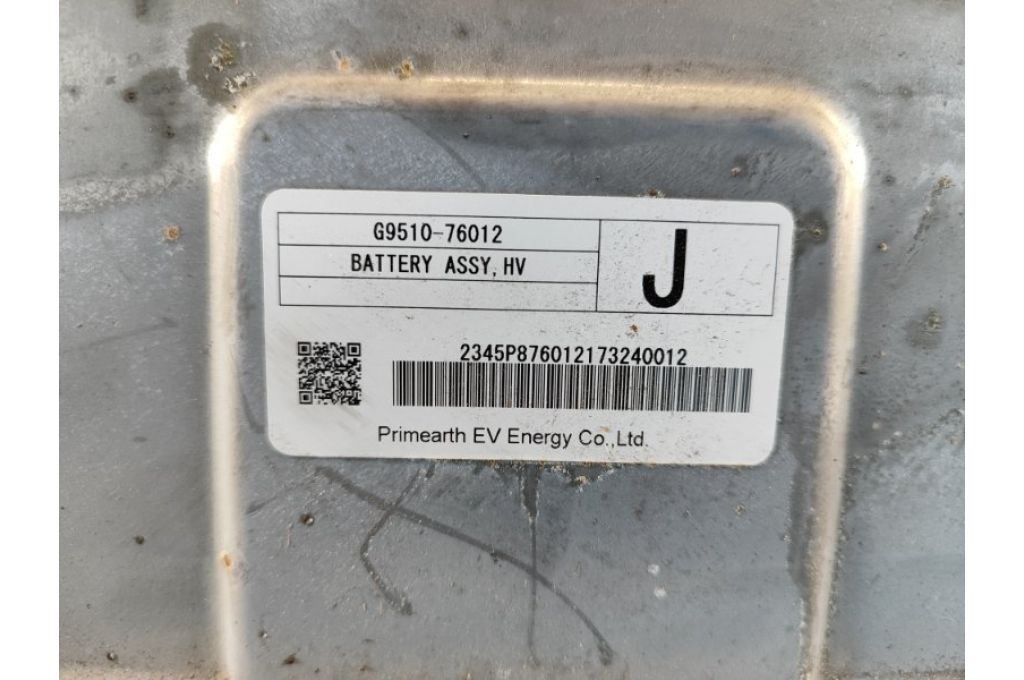 G9510-76012
BATTERY ASSY,HV
J
2345P876012173240012
Primearth EV Energy Co.,Ltd.